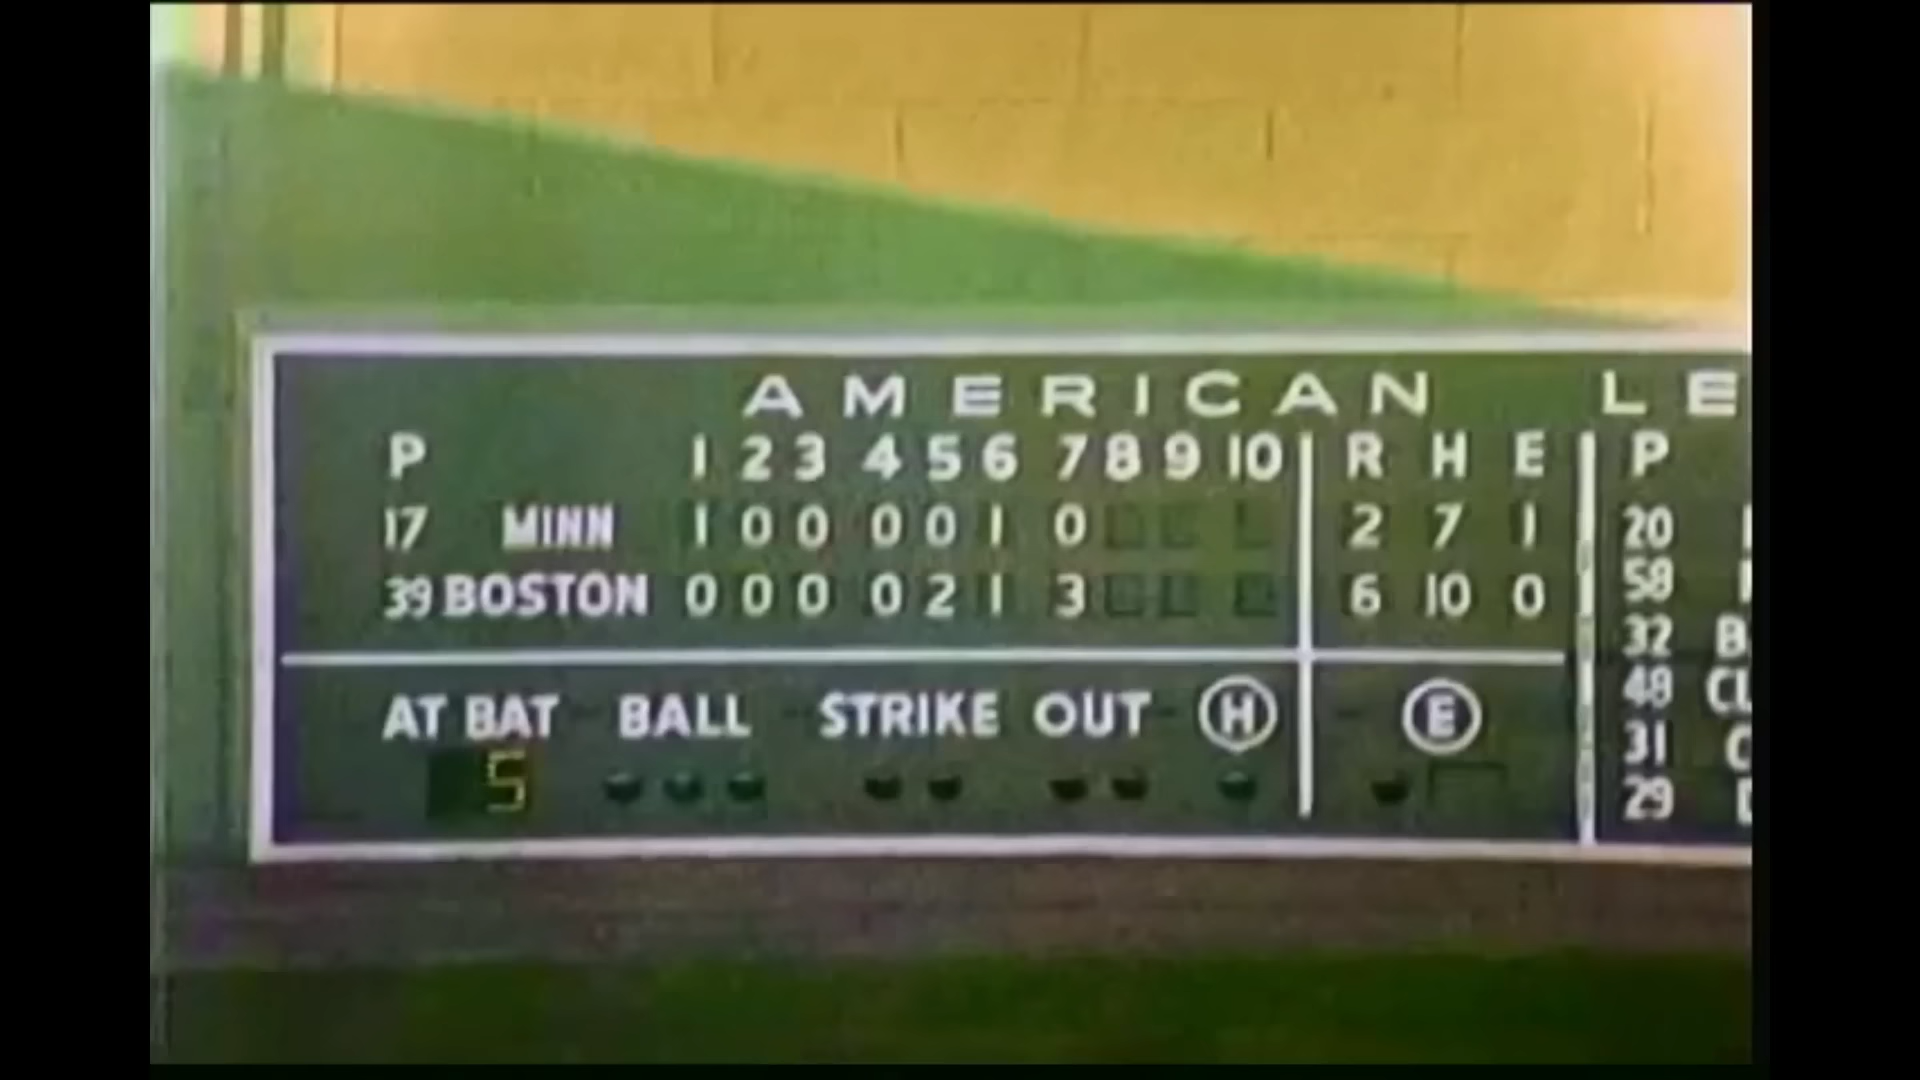 AMERICAN LE
P 1 2 3 4 5 6 7 8 9 10 R H E P
17 MINN 1 0 0 0 0 1 0 2 7 1 20
39 BOSTON 0 0 0 0 2 1 3 6 10 0 58
32 B
48 CL
31 C
29
AT BAT BALL STRIKE OUT H E
5